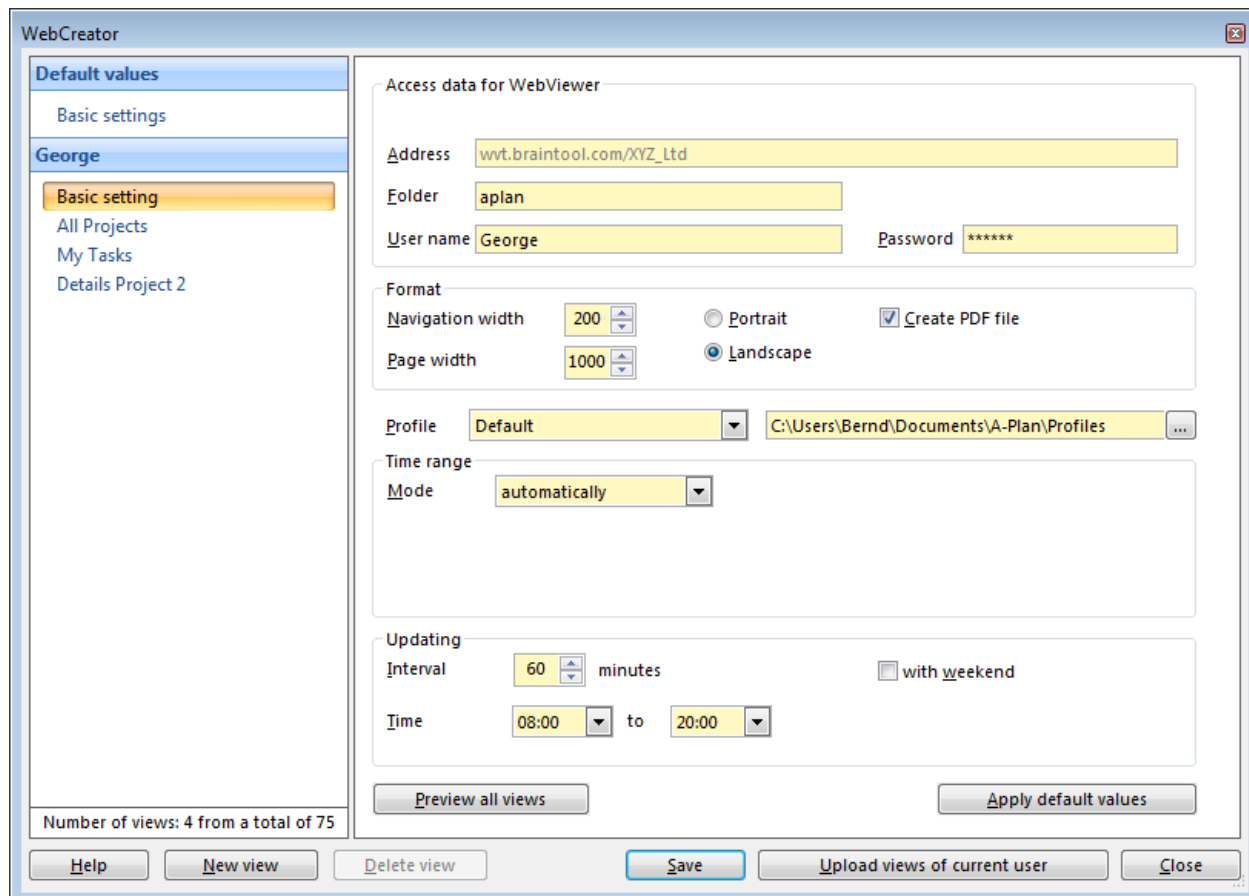 WebCreator
Default values
Basic settings
George
Basic setting
All Projects
My Tasks
Details Project 2
Number of views: 4 from a total of 75
Access data for WebViewer
Address wvt.braintool.com/XYZ_Ltd
Folder aplan
User name George Password ******
Format
Navigation width 200 Portrait Create PDF file
Page width 1000 Landscape
Profile Default C:\Users\Bernd\Documents\A-Plan\Profiles ...
Time range
Mode automatically
Updating
Interval 60 minutes with weekend
Time 08:00 to 20:00
Preview all views Apply default values
Help New view Delete view Save Upload views of current user Close